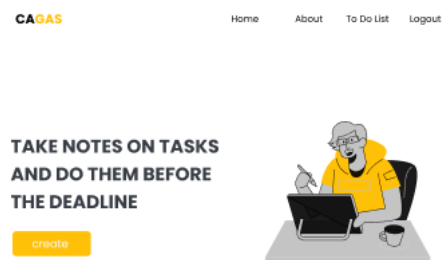 CAGAS
Home About To Do List Logout
TAKE NOTES ON TASKS
AND DO THEM BEFORE
THE DEADLINE
create